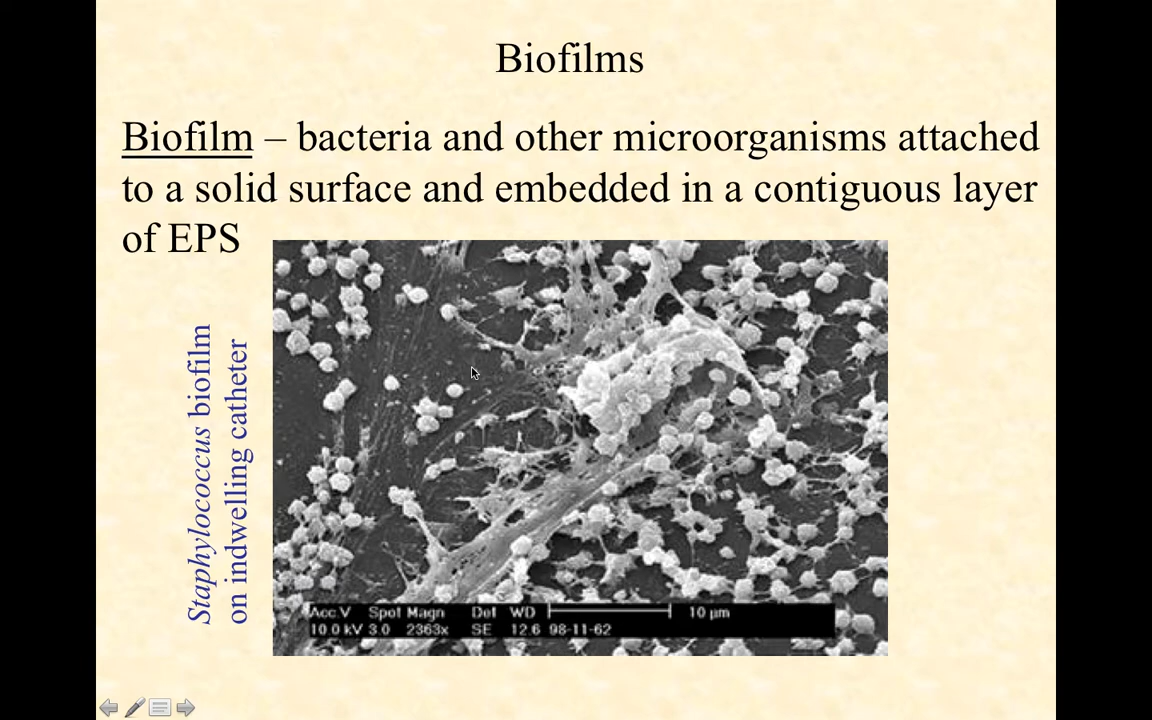 Biofilms
Biofilm – bacteria and other microorganisms attached
to a solid surface and embedded in a contiguous layer
of EPS
Staphylococcus biofilm
on indwelling catheter
Acc.V Spot Magn Det WD 10 µm
10.0 kV 3.0 2363x SE 12.6 98-11-62